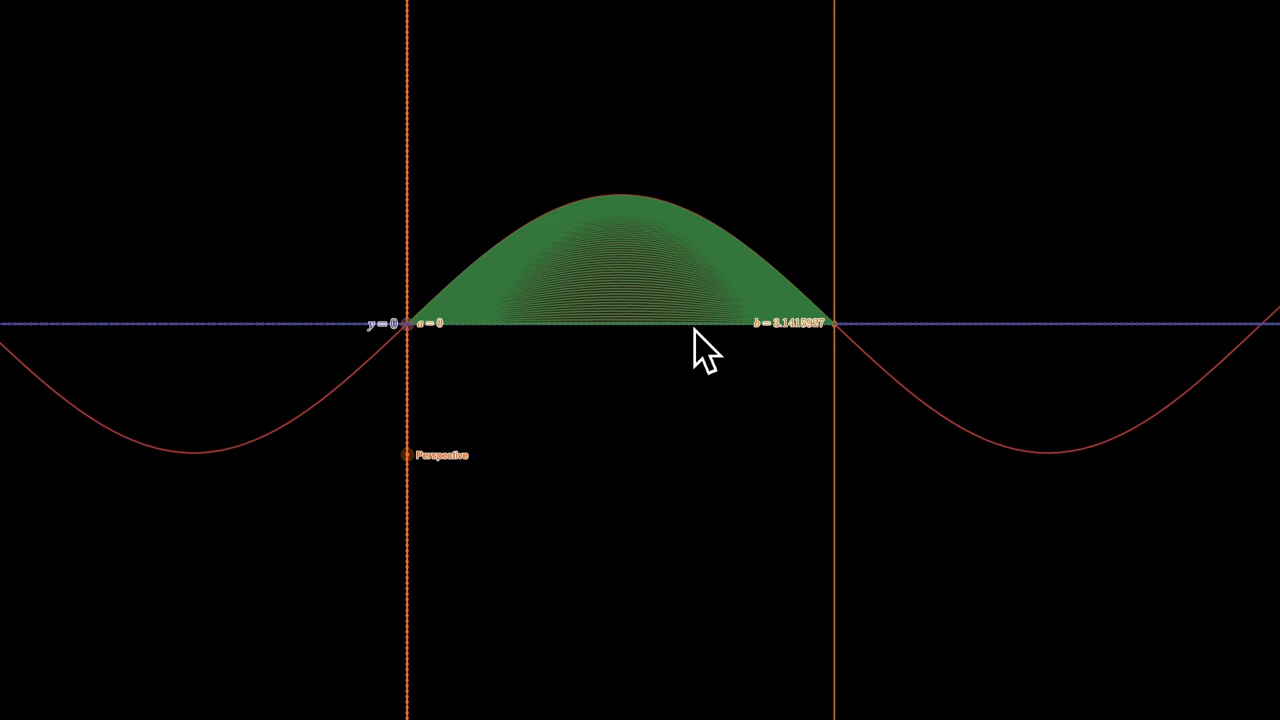 y = 0
a = 0
b = 3.1415927
Perspective